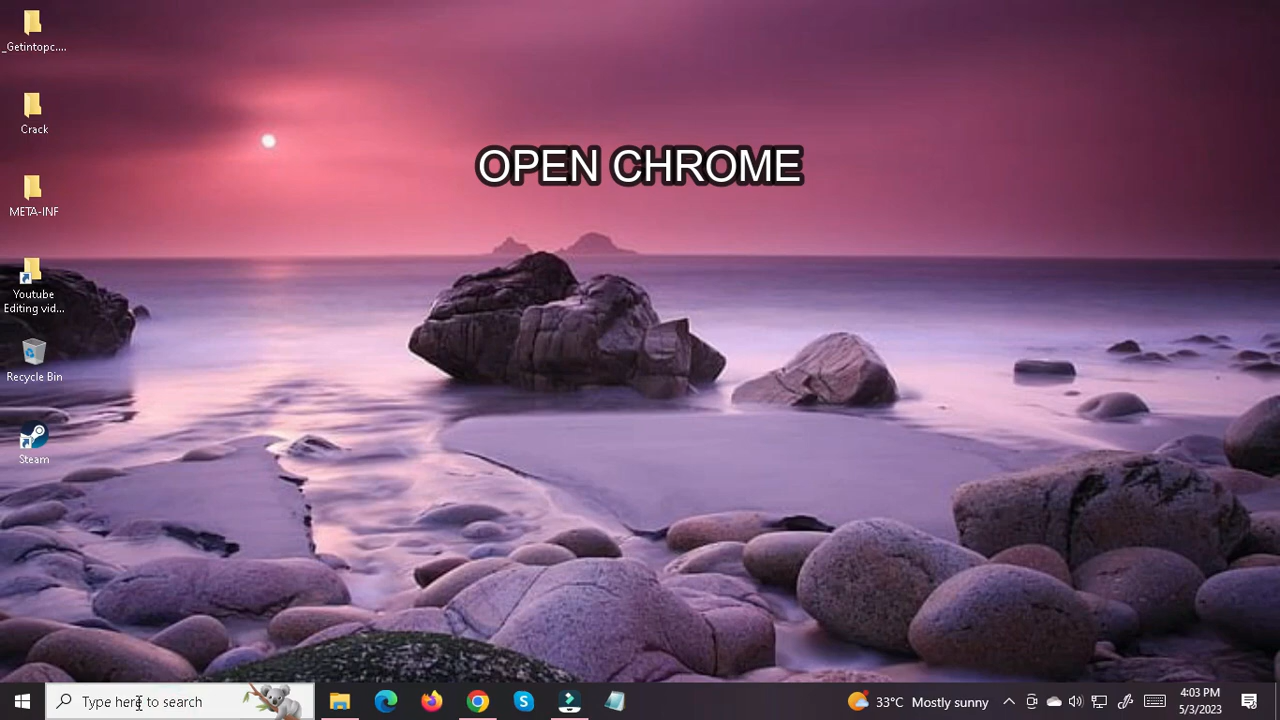 _Getintopc....
Crack
META-INF
Youtube
Editing vid...
Recycle Bin
Steam
OPEN CHROME
Type here to search
33°C Mostly sunny
4:03 PM
5/3/2023